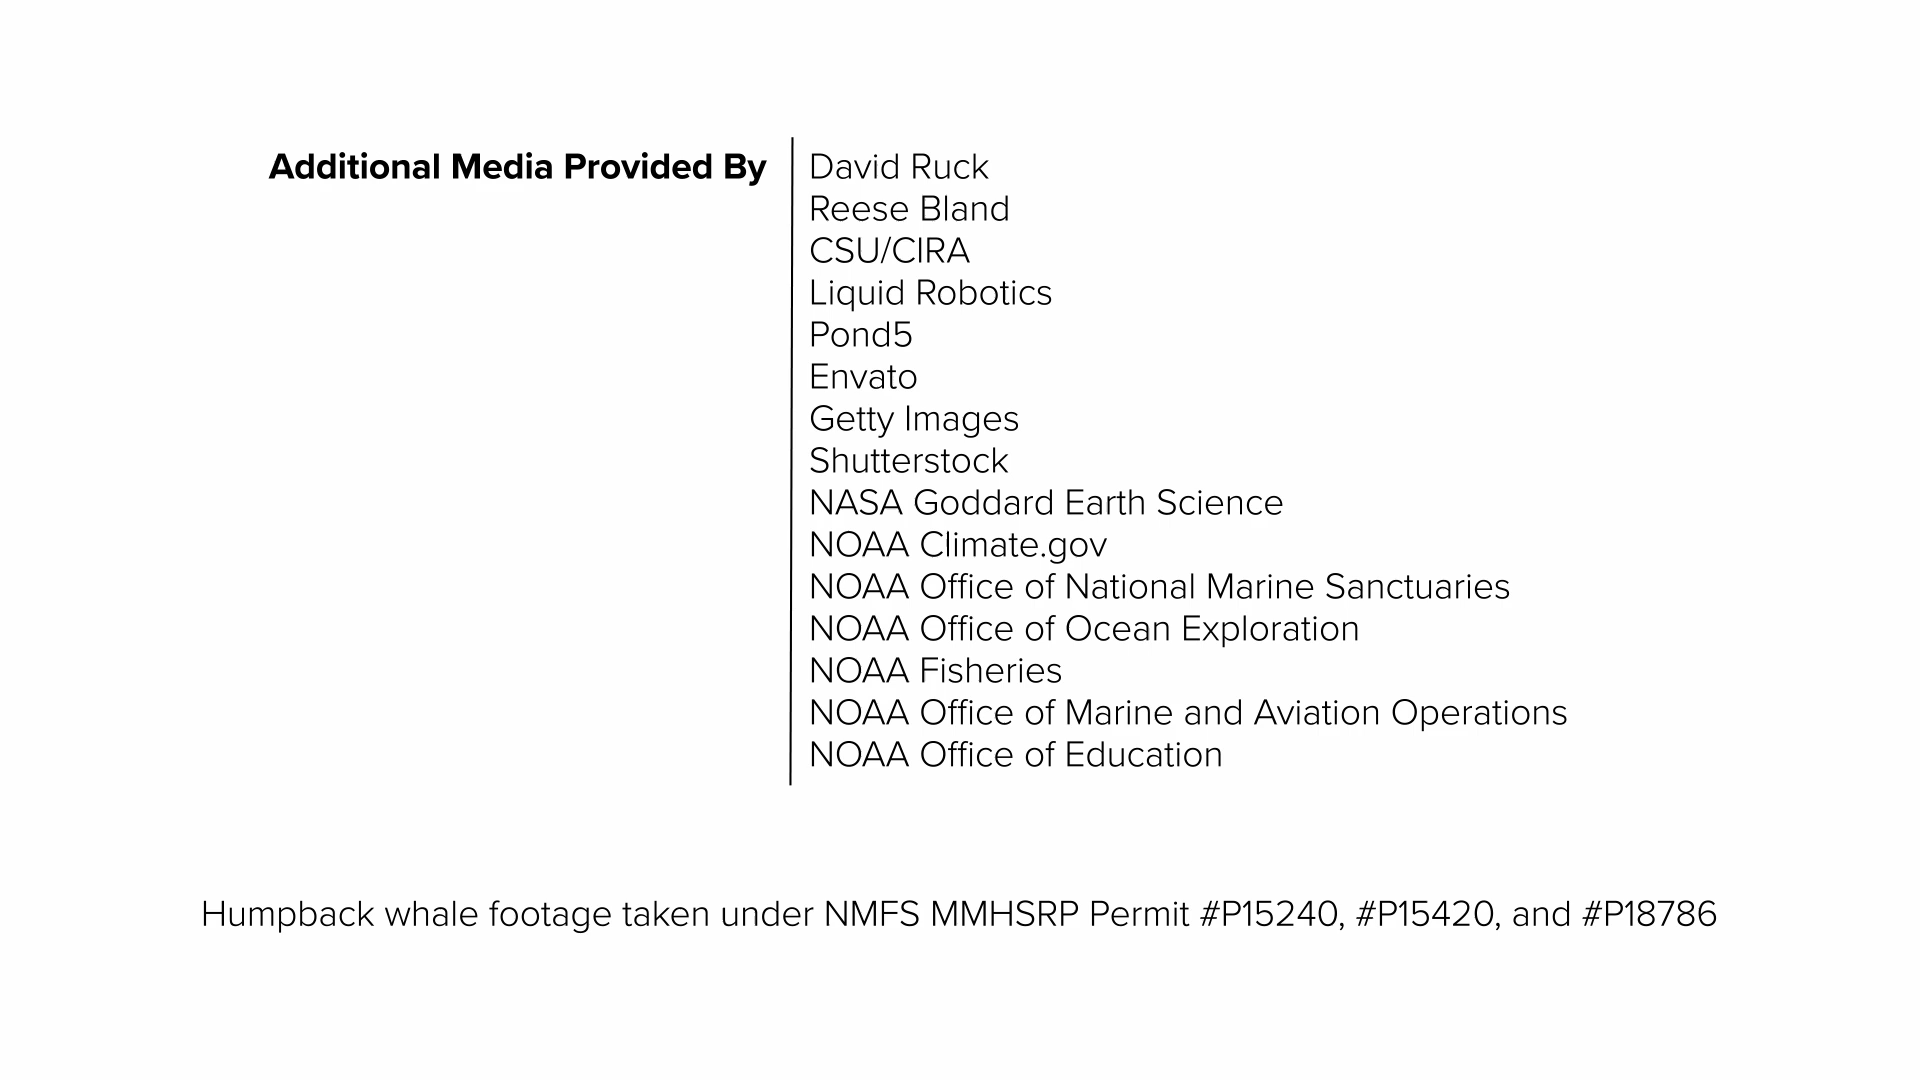 Additional Media Provided By
David Ruck
Reese Bland
CSU/CIRA
Liquid Robotics
Pond5
Envato
Getty Images
Shutterstock
NASA Goddard Earth Science
NOAA Climate.gov
NOAA Office of National Marine Sanctuaries
NOAA Office of Ocean Exploration
NOAA Fisheries
NOAA Office of Marine and Aviation Operations
NOAA Office of Education
Humpback whale footage taken under NMFS MMHSRP Permit #P15240, #P15420, and #P18786